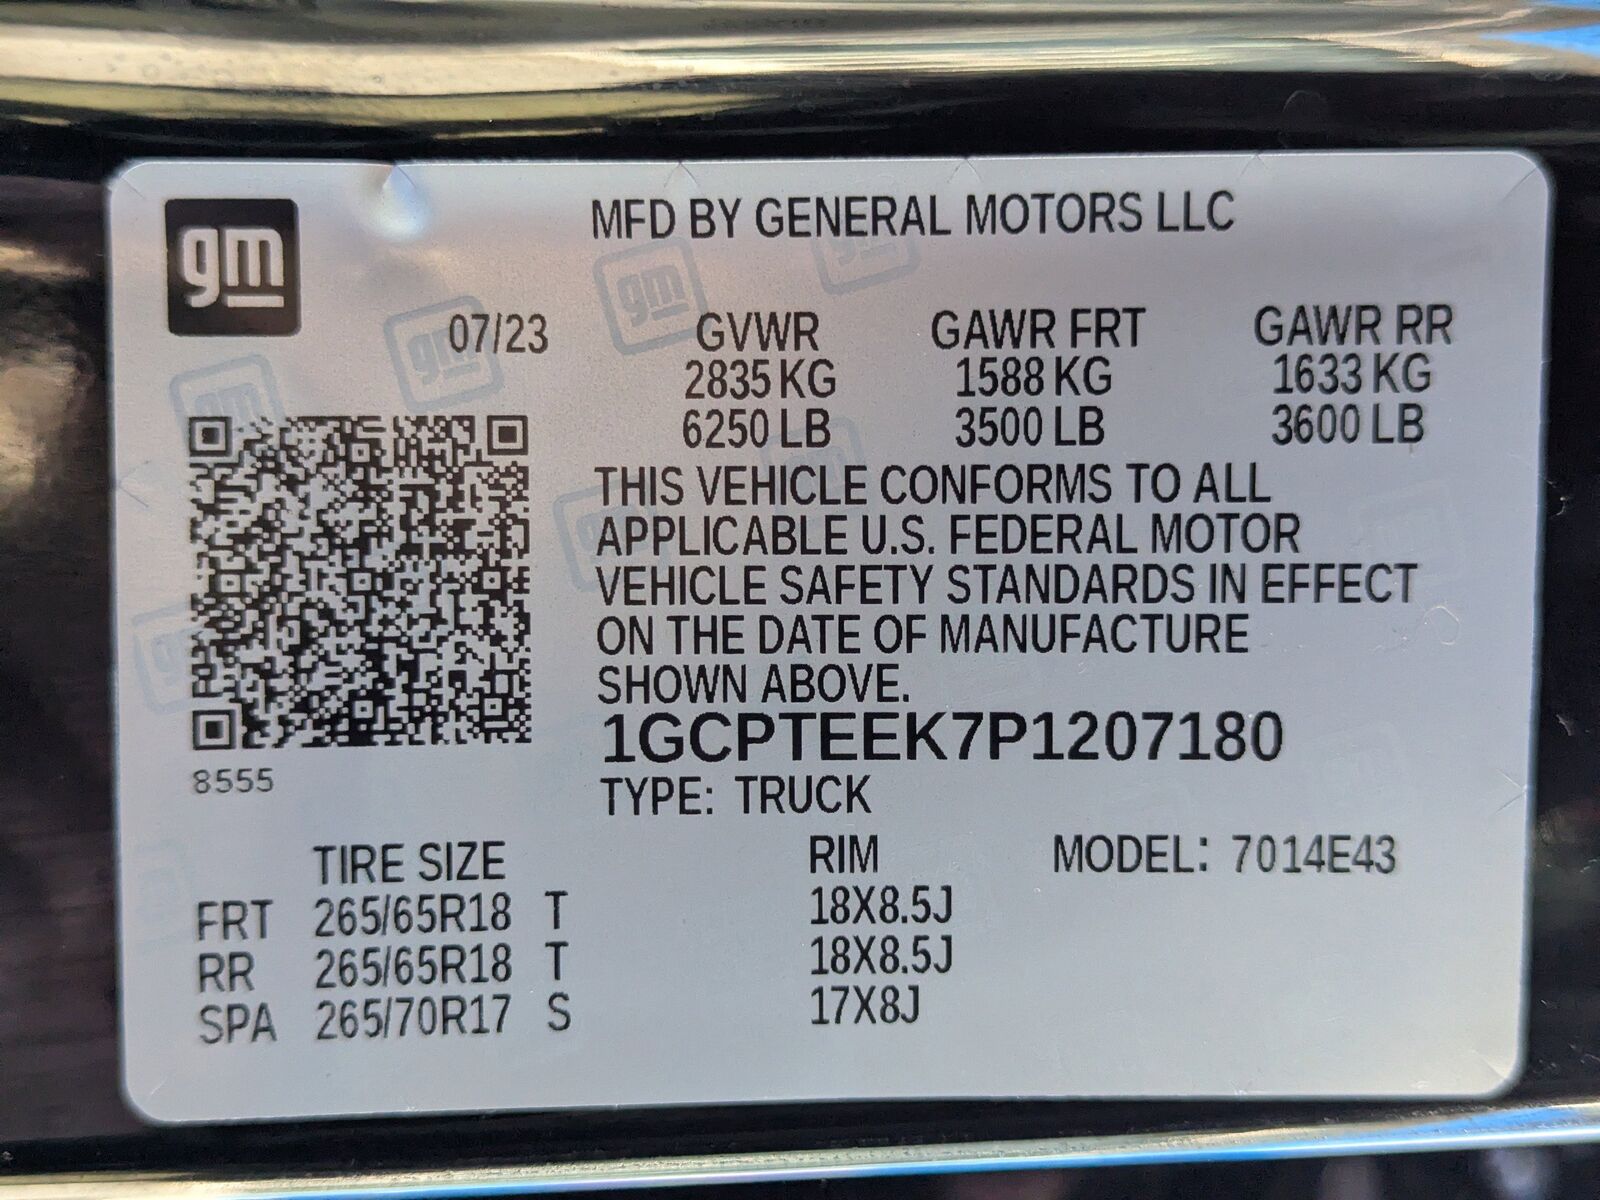 gm
MFD BY GENERAL MOTORS LLC
07/23
GVWR GAWR FRT GAWR RR
2835 KG 1588 KG 1633 KG
6250 LB 3500 LB 3600 LB
THIS VEHICLE CONFORMS TO ALL
APPLICABLE U.S. FEDERAL MOTOR
VEHICLE SAFETY STANDARDS IN EFFECT
ON THE DATE OF MANUFACTURE
SHOWN ABOVE.
1GCPTEEK7P1207180
8555
TYPE: TRUCK
TIRE SIZE RIM MODEL: 7014E43
FRT 265/65R18 T 18X8.5J
RR 265/65R18 T 18X8.5J
SPA 265/70R17 S 17X8J